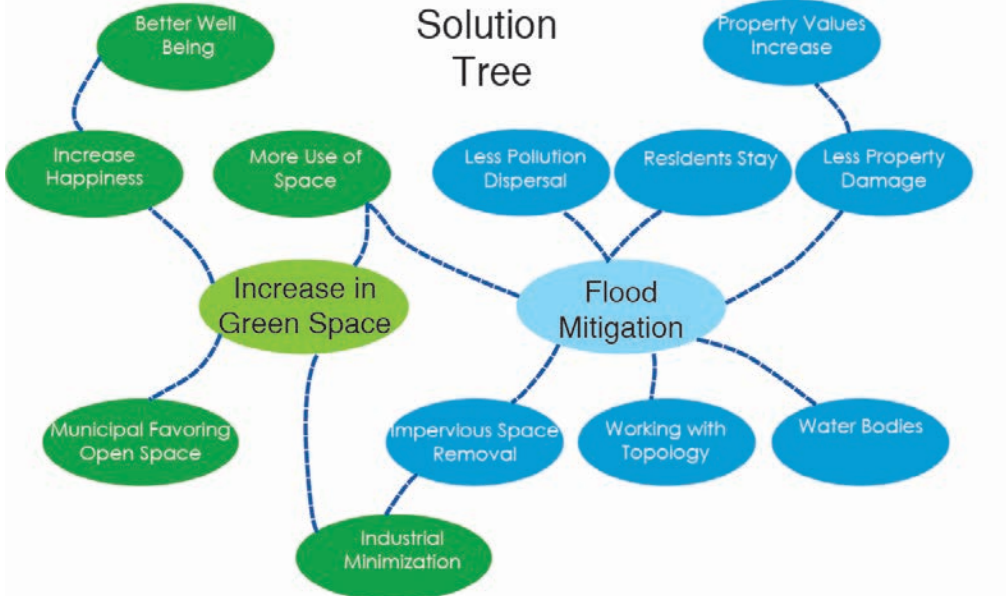 Solution
Tree
Better Well
Being
Property Values
Increase
Increase
Happiness
More Use of
Space
Less Pollution
Dispersal
Residents Stay
Less Property
Damage
Increase in
Green Space
Flood
Mitigation
Municipal Favoring
Open Space
Impervious Space
Removal
Working with
Topology
Water Bodies
Industrial
Minimization